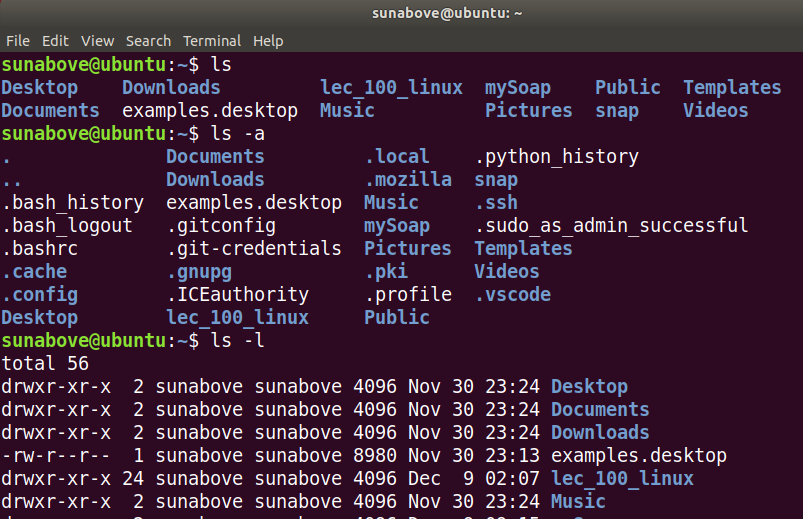 sunabove@ubuntu: ~
File Edit View Search Terminal Help
sunabove@ubuntu:~$ ls
Desktop Downloads lec_100_linux mySoap Public Templates
Documents examples.desktop Music Pictures snap Videos
sunabove@ubuntu:~$ ls -a
. Documents .local .python_history
.. Downloads .mozilla snap
.bash_history examples.desktop Music .ssh
.bash_logout .gitconfig mySoap .sudo_as_admin_successful
.bashrc .git-credentials Pictures Templates
.cache .gnupg .pki Videos
.config .ICEauthority .profile .vscode
Desktop lec_100_linux Public
sunabove@ubuntu:~$ ls -l
total 56
drwxr-xr-x 2 sunabove sunabove 4096 Nov 30 23:24 Desktop
drwxr-xr-x 2 sunabove sunabove 4096 Nov 30 23:24 Documents
drwxr-xr-x 2 sunabove sunabove 4096 Nov 30 23:24 Downloads
-rw-r--r-- 1 sunabove sunabove 8980 Nov 30 23:13 examples.desktop
drwxr-xr-x 24 sunabove sunabove 4096 Dec 9 02:07 lec_100_linux
drwxr-xr-x 2 sunabove sunabove 4096 Nov 30 23:24 Music